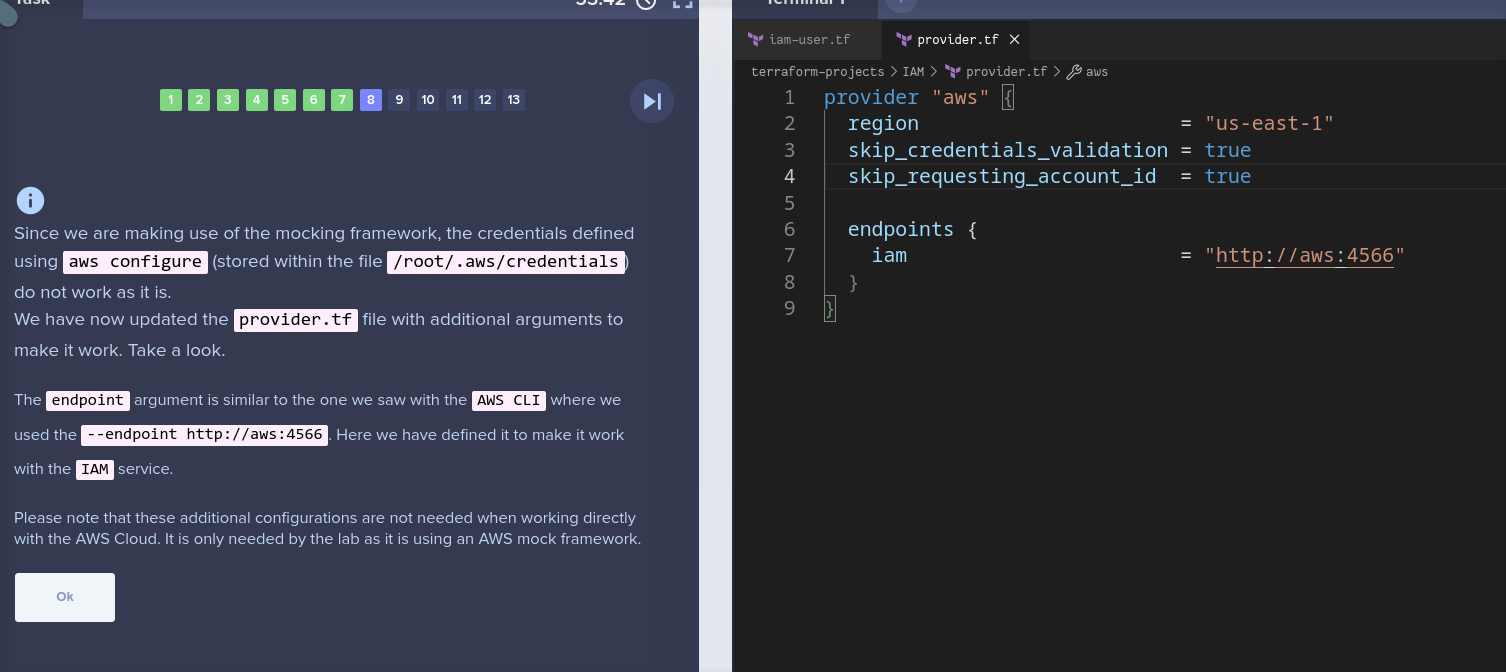 Task
53:42
Terminal 1
iam-user.tf
provider.tf
terraform-projects > IAM > provider.tf > aws
1 2 3 4 5 6 7 8 9 10 11 12 13
Since we are making use of the mocking framework, the credentials defined
using aws configure (stored within the file /root/.aws/credentials)
do not work as it is.
We have now updated the provider.tf file with additional arguments to
make it work. Take a look.
The endpoint argument is similar to the one we saw with the AWS CLI where we
used the --endpoint http://aws:4566. Here we have defined it to make it work
with the IAM service.
Please note that these additional configurations are not needed when working directly
with the AWS Cloud. It is only needed by the lab as it is using an AWS mock framework.
Ok
1 provider "aws" {
2 region = "us-east-1"
3 skip_credentials_validation = true
4 skip_requesting_account_id = true
5
6 endpoints {
7 iam = "http://aws:4566"
8 }
9 }